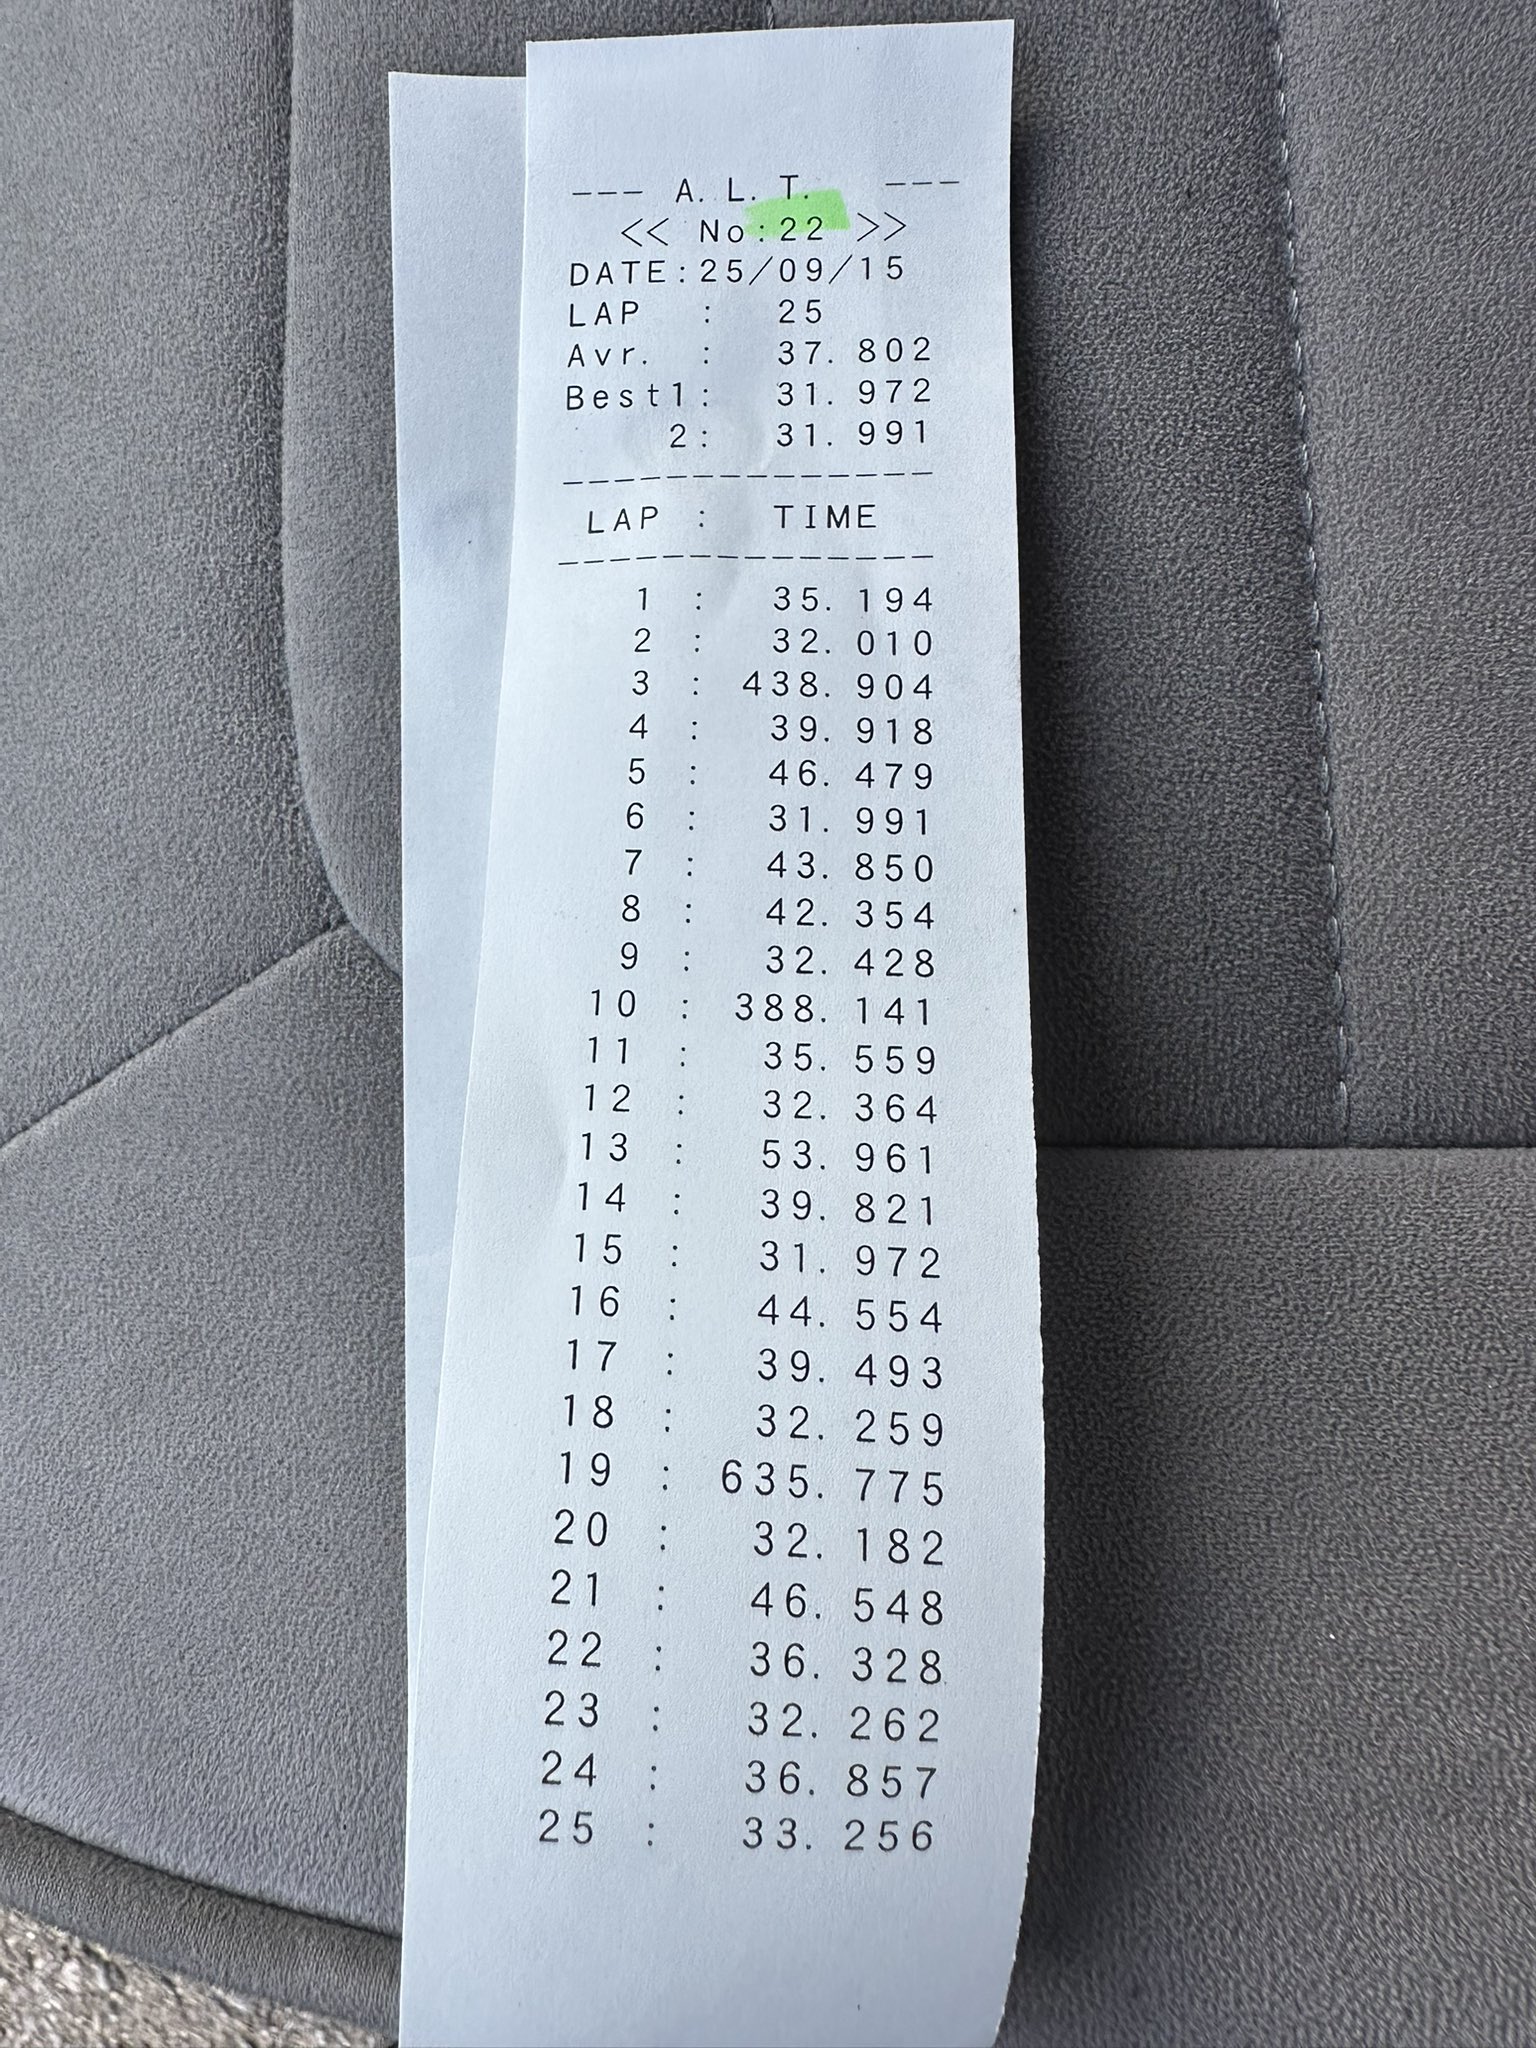 --- A. L. T. ---
<< No:22 >>
DATE:25/09/15
LAP : 25
Avr. : 37. 802
Best1: 31. 972
2: 31. 991
--------------
LAP : TIME
--------------
1 : 35. 194
2 : 32. 010
3 : 438. 904
4 : 39. 918
5 : 46. 479
6 : 31. 991
7 : 43. 850
8 : 42. 354
9 : 32. 428
10 : 388. 141
11 : 35. 559
12 : 32. 364
13 : 53. 961
14 : 39. 821
15 : 31. 972
16 : 44. 554
17 : 39. 493
18 : 32. 259
19 : 635. 775
20 : 32. 182
21 : 46. 548
22 : 36. 328
23 : 32. 262
24 : 36. 857
25 : 33. 256